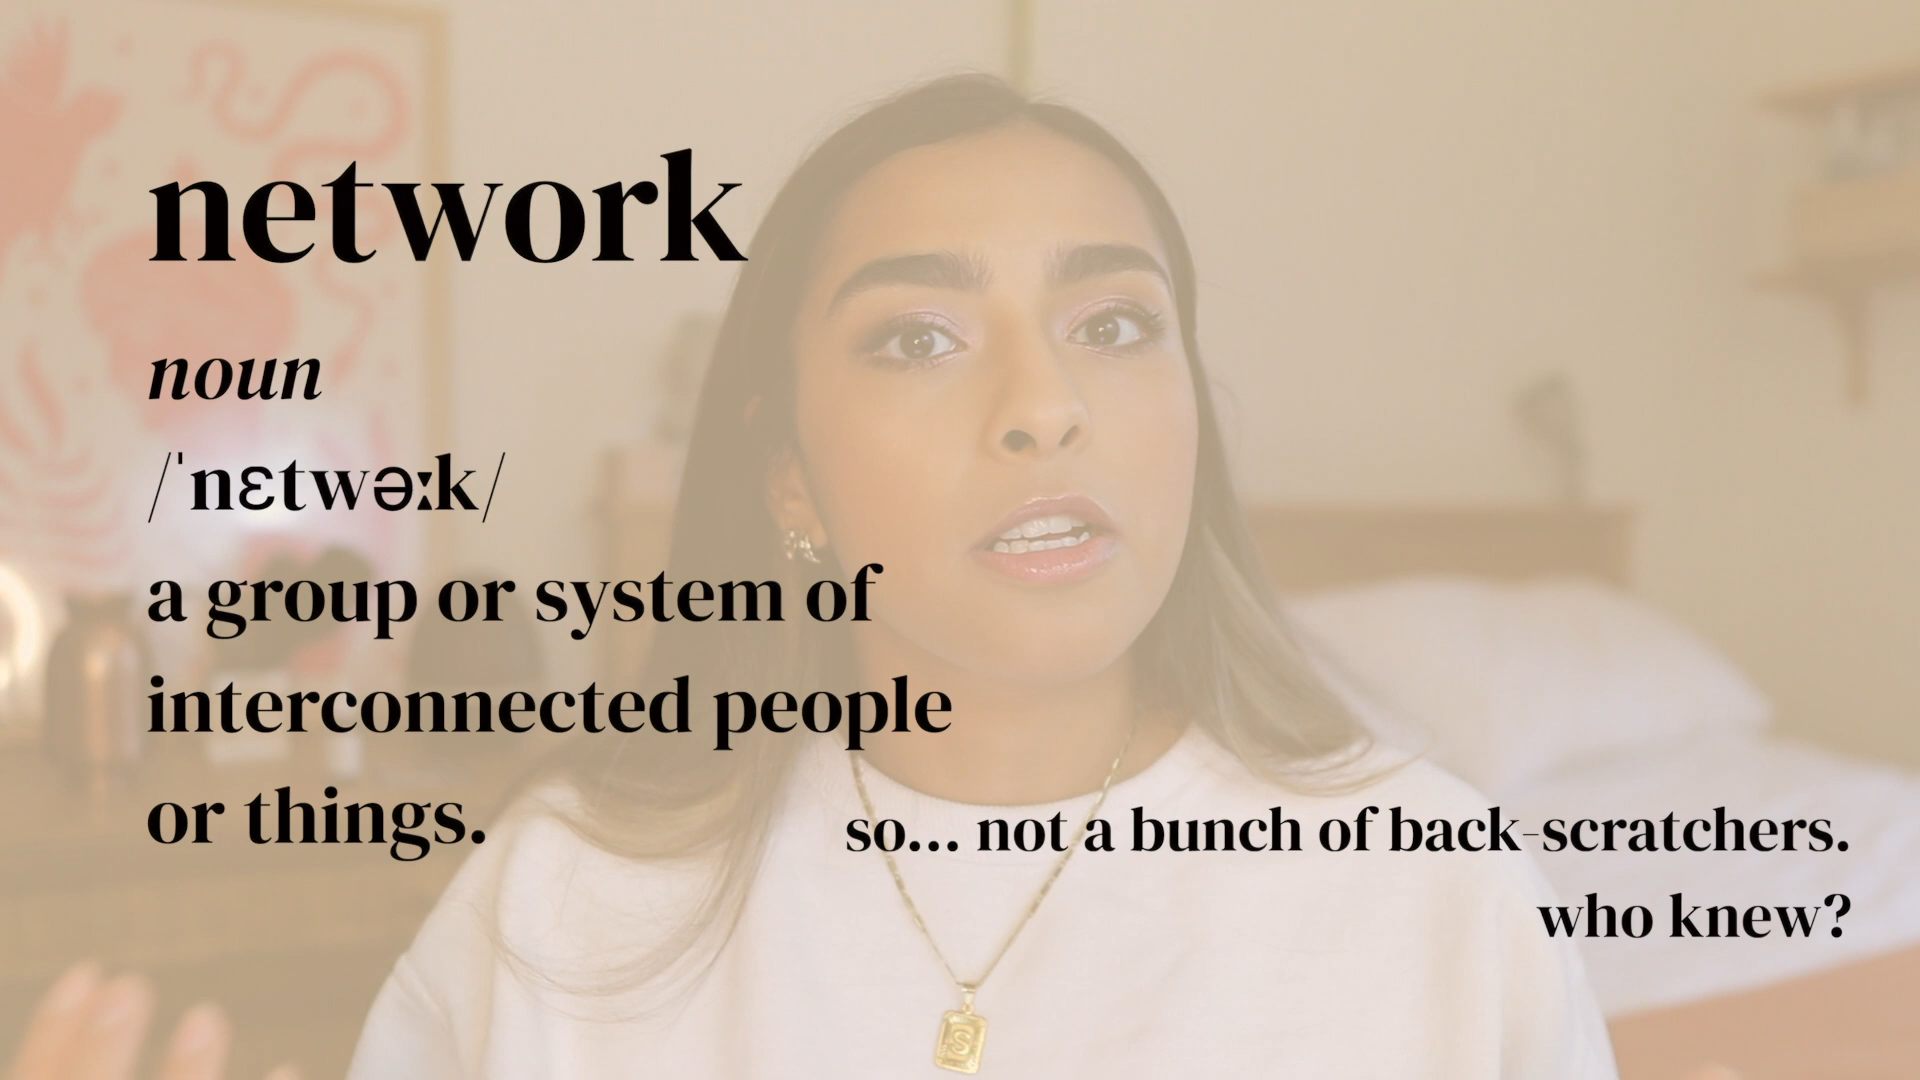 network
noun
/ˈnɛtwəːk/
a group or system of
interconnected people
or things.
so... not a bunch of back-scratchers.
who knew?
S